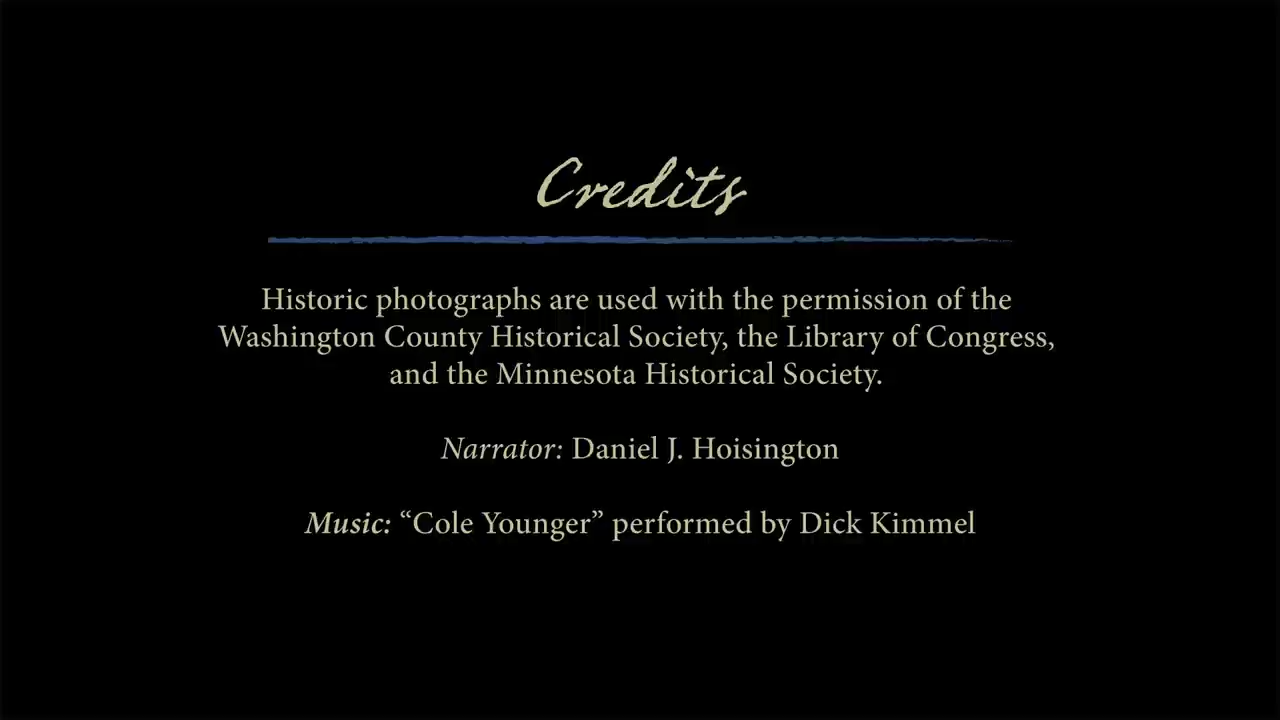 Credits
Historic photographs are used with the permission of the
Washington County Historical Society, the Library of Congress,
and the Minnesota Historical Society.
Narrator: Daniel J. Hoisington
Music: “Cole Younger” performed by Dick Kimmel